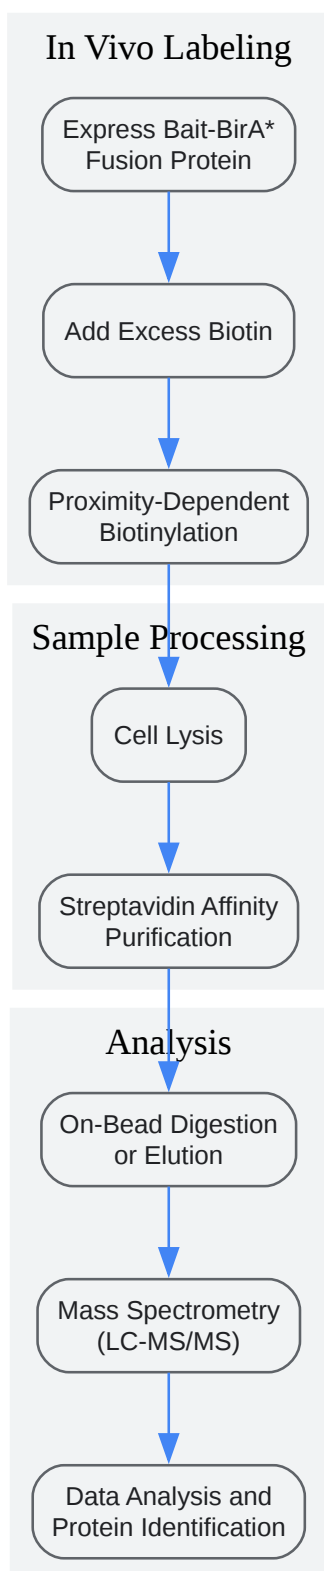 In Vivo Labeling
Express Bait-BirA*
Fusion Protein
Add Excess Biotin
Proximity-Dependent
Biotinylation
Sample Processing
Cell Lysis
Streptavidin Affinity
Purification
Analysis
On-Bead Digestion
or Elution
Mass Spectrometry
(LC-MS/MS)
Data Analysis and
Protein Identification